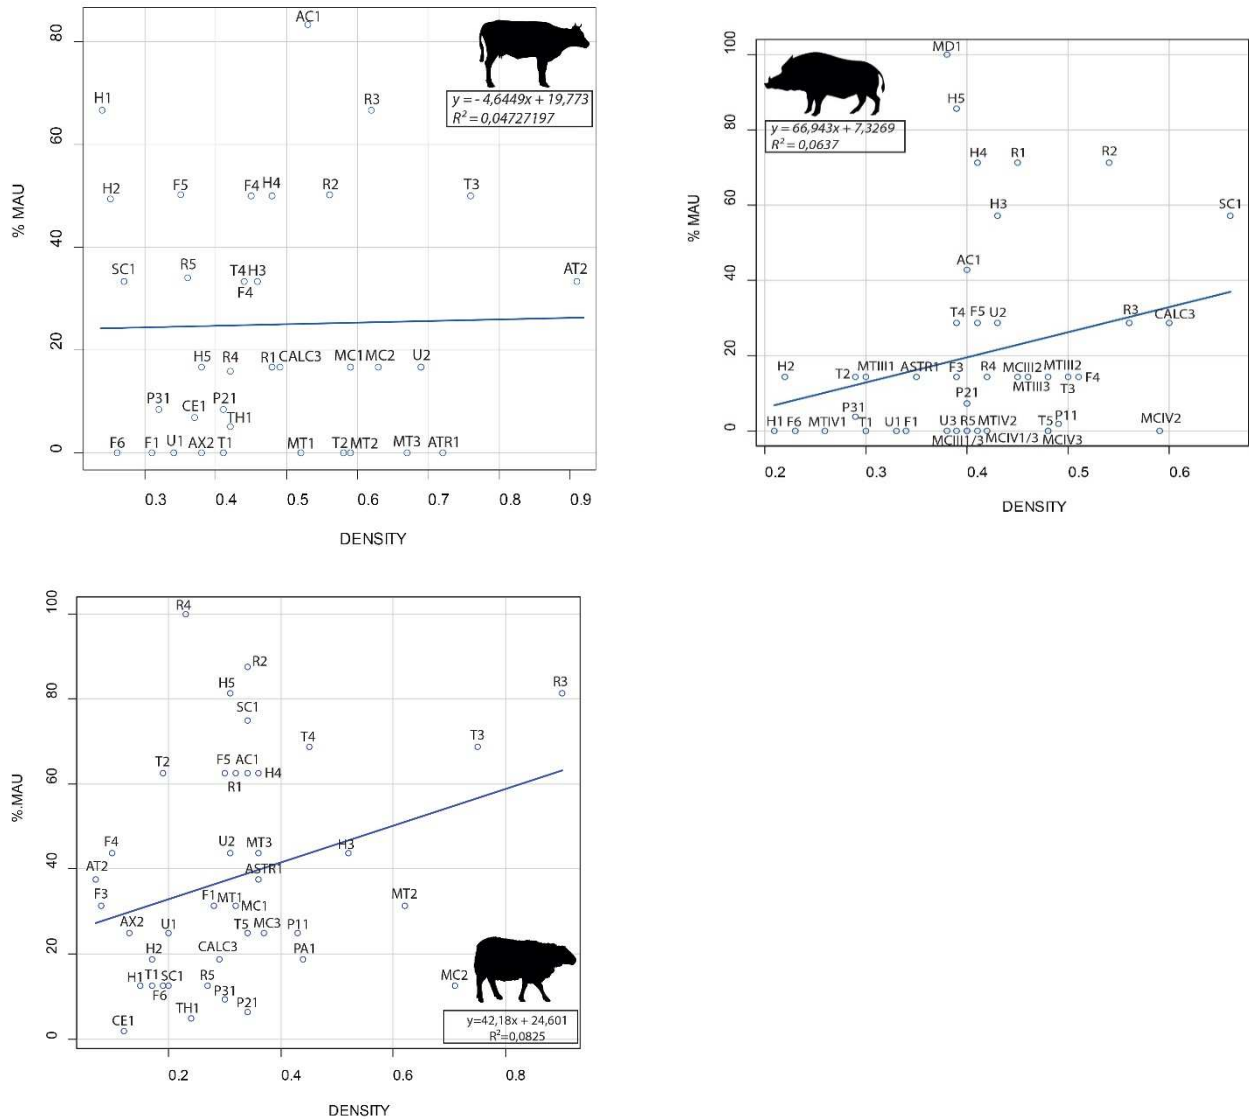 AC1
80
H1
R3
y = - 4,6449x + 19,773
R² = 0,04727197
60
H2 F5 F4 H4 R2 T3
40
SC1 R5 T4 H3 AT2
F4
% MAU
20
H5 R4 R1 CALC3 MC1 MC2 U2
P31 CE1 P21
TH1
0
F6 F1 U1 AX2 T1 MT1 T2 MT2 MT3 ATR1
0.3 0.4 0.5 0.6 0.7 0.8 0.9
DENSITY
100
MD1
H5
y = 66,943x + 7,3269
R² = 0,0637
80
H4 R1 R2
60
H3 SC1
% MAU
AC1
40
T4 F5 U2 R3 CALC3
20
H2 T2 MTIII1 ASTR1 F3 R4 MCIII2 MTIII2 F4
MTIII3 T3
P31 P21 P11
0
H1 F6 MTIV1 T1 U1 F1 U3 R5 MTIV2 T5 MCIV2
MCIII1/3 MCIV1/3 MCIV3
0.2 0.3 0.4 0.5 0.6
DENSITY
100
R4
R2
H5 R3
80
SC1
T4 T3
T2 F5 AC1 H4
R1
60
%.MAU
F4 U2 MT3 H3
40
AT2 ASTR1
F3 F1 MT1 MC1 MT2
AX2 U1 T5 MC3 P11
20
H2 CALC3 PA1
H1 T1 SC1 R5 MC2
F6 P31
TH1 P21
CE1
y=42,18x + 24,601
R²=0,0825
0
0.2 0.4 0.6 0.8
DENSITY